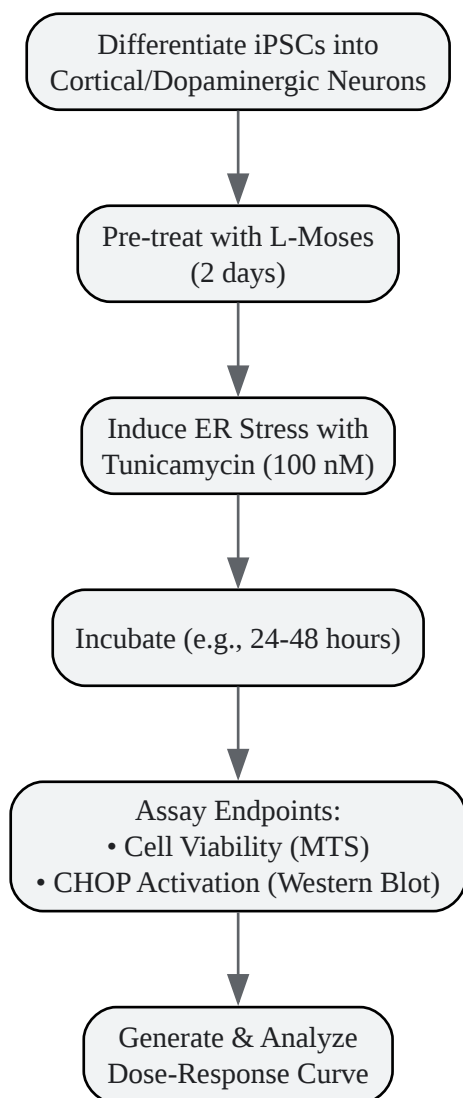 Differentiate iPSCs into
Cortical/Dopaminergic Neurons
Pre-treat with L-Moses
(2 days)
Induce ER Stress with
Tunicamycin (100 nM)
Incubate (e.g., 24-48 hours)
Assay Endpoints:
• Cell Viability (MTS)
• CHOP Activation (Western Blot)
Generate & Analyze
Dose-Response Curve